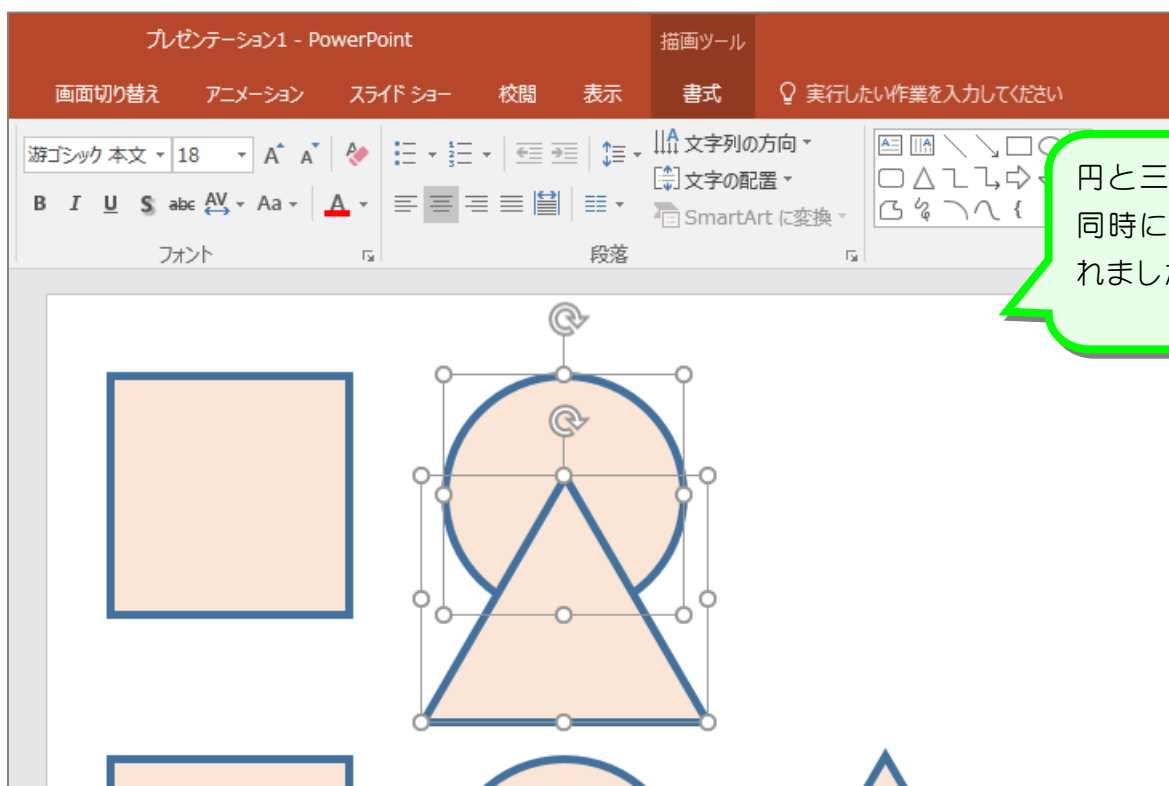 プレゼンテーション1 - PowerPoint
描画ツール
画面切り替え アニメーション スライド ショー 校閲 表示 書式 実行したい作業を入力してください
游ゴシック 本文 18 A A A 文字列の方向
文字の配置
B I U S abc AV Aa A SmartArt に変換
フォント 段落
円と三
同時に
れまし